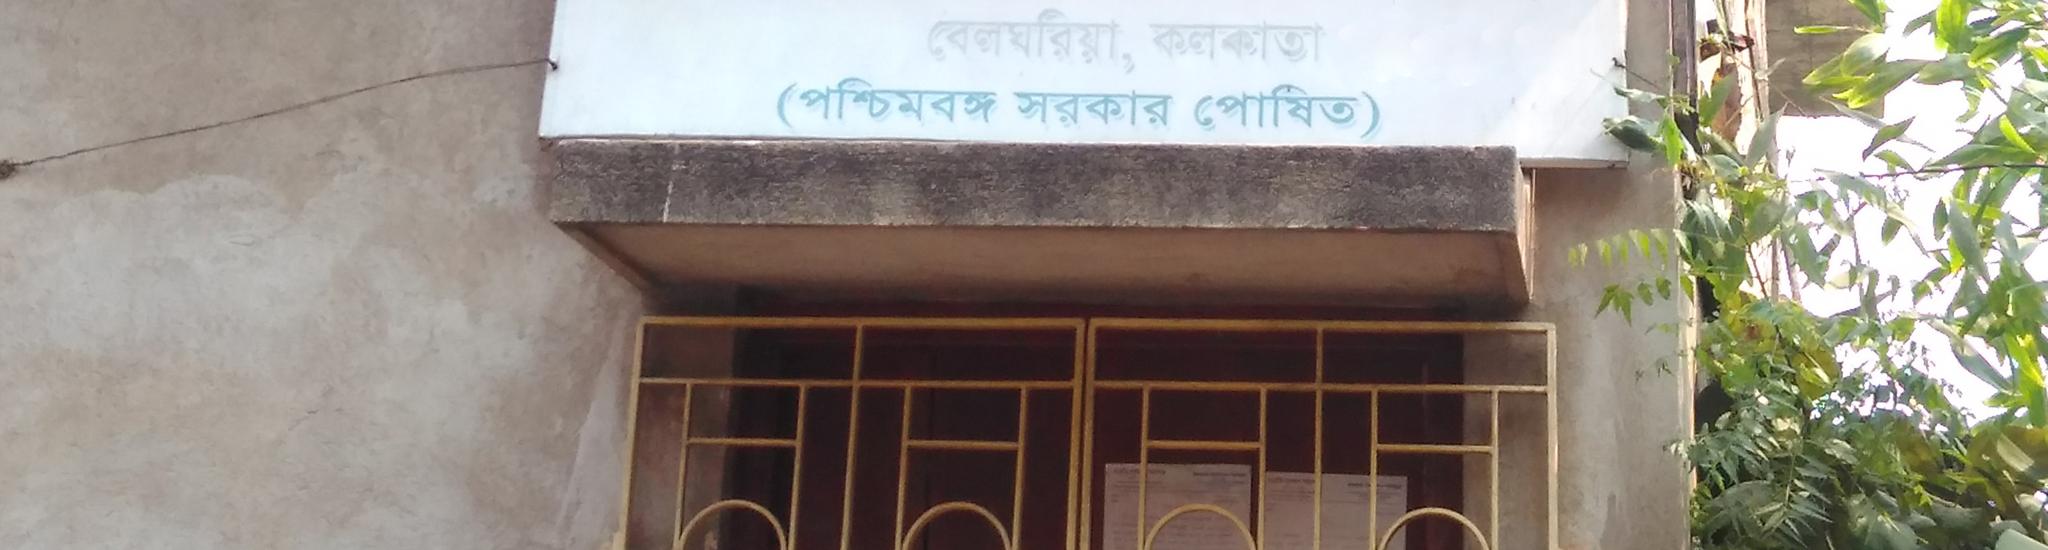 বেলঘরিয়া, কলকাতা
(পশ্চিমবঙ্গ সরকার পোষিত)